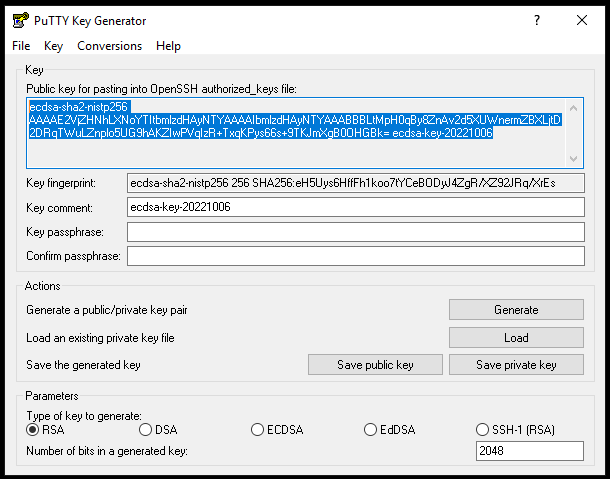 PuTTY Key Generator
File Key Conversions Help
Key
Public key for pasting into OpenSSH authorized_keys file:
ecdsa-sha2-nistp256
AAAAE2VjZHNhLXNoYTItbmlzdHAyNTYAAAAIbmlzdHAyNTYAAABBBLtMpH0qBy8ZnAv2d5XUWnermZBXLjtD
2DRqTWuLZnplo5UG9hAKZIwPVqIzR+TxqKPys66s+9TKJmXgB0OHGBk= ecdsa-key-20221006
Key fingerprint: ecdsa-sha2-nistp256 256 SHA256:eH5Uys6HffFh1koo7tYCeBODyJ4ZgR/XZ92JRq/XrEs
Key comment: ecdsa-key-20221006
Key passphrase:
Confirm passphrase:
Actions
Generate a public/private key pair Generate
Load an existing private key file Load
Save the generated key Save public key Save private key
Parameters
Type of key to generate:
RSA DSA ECDSA EdDSA SSH-1 (RSA)
Number of bits in a generated key: 2048